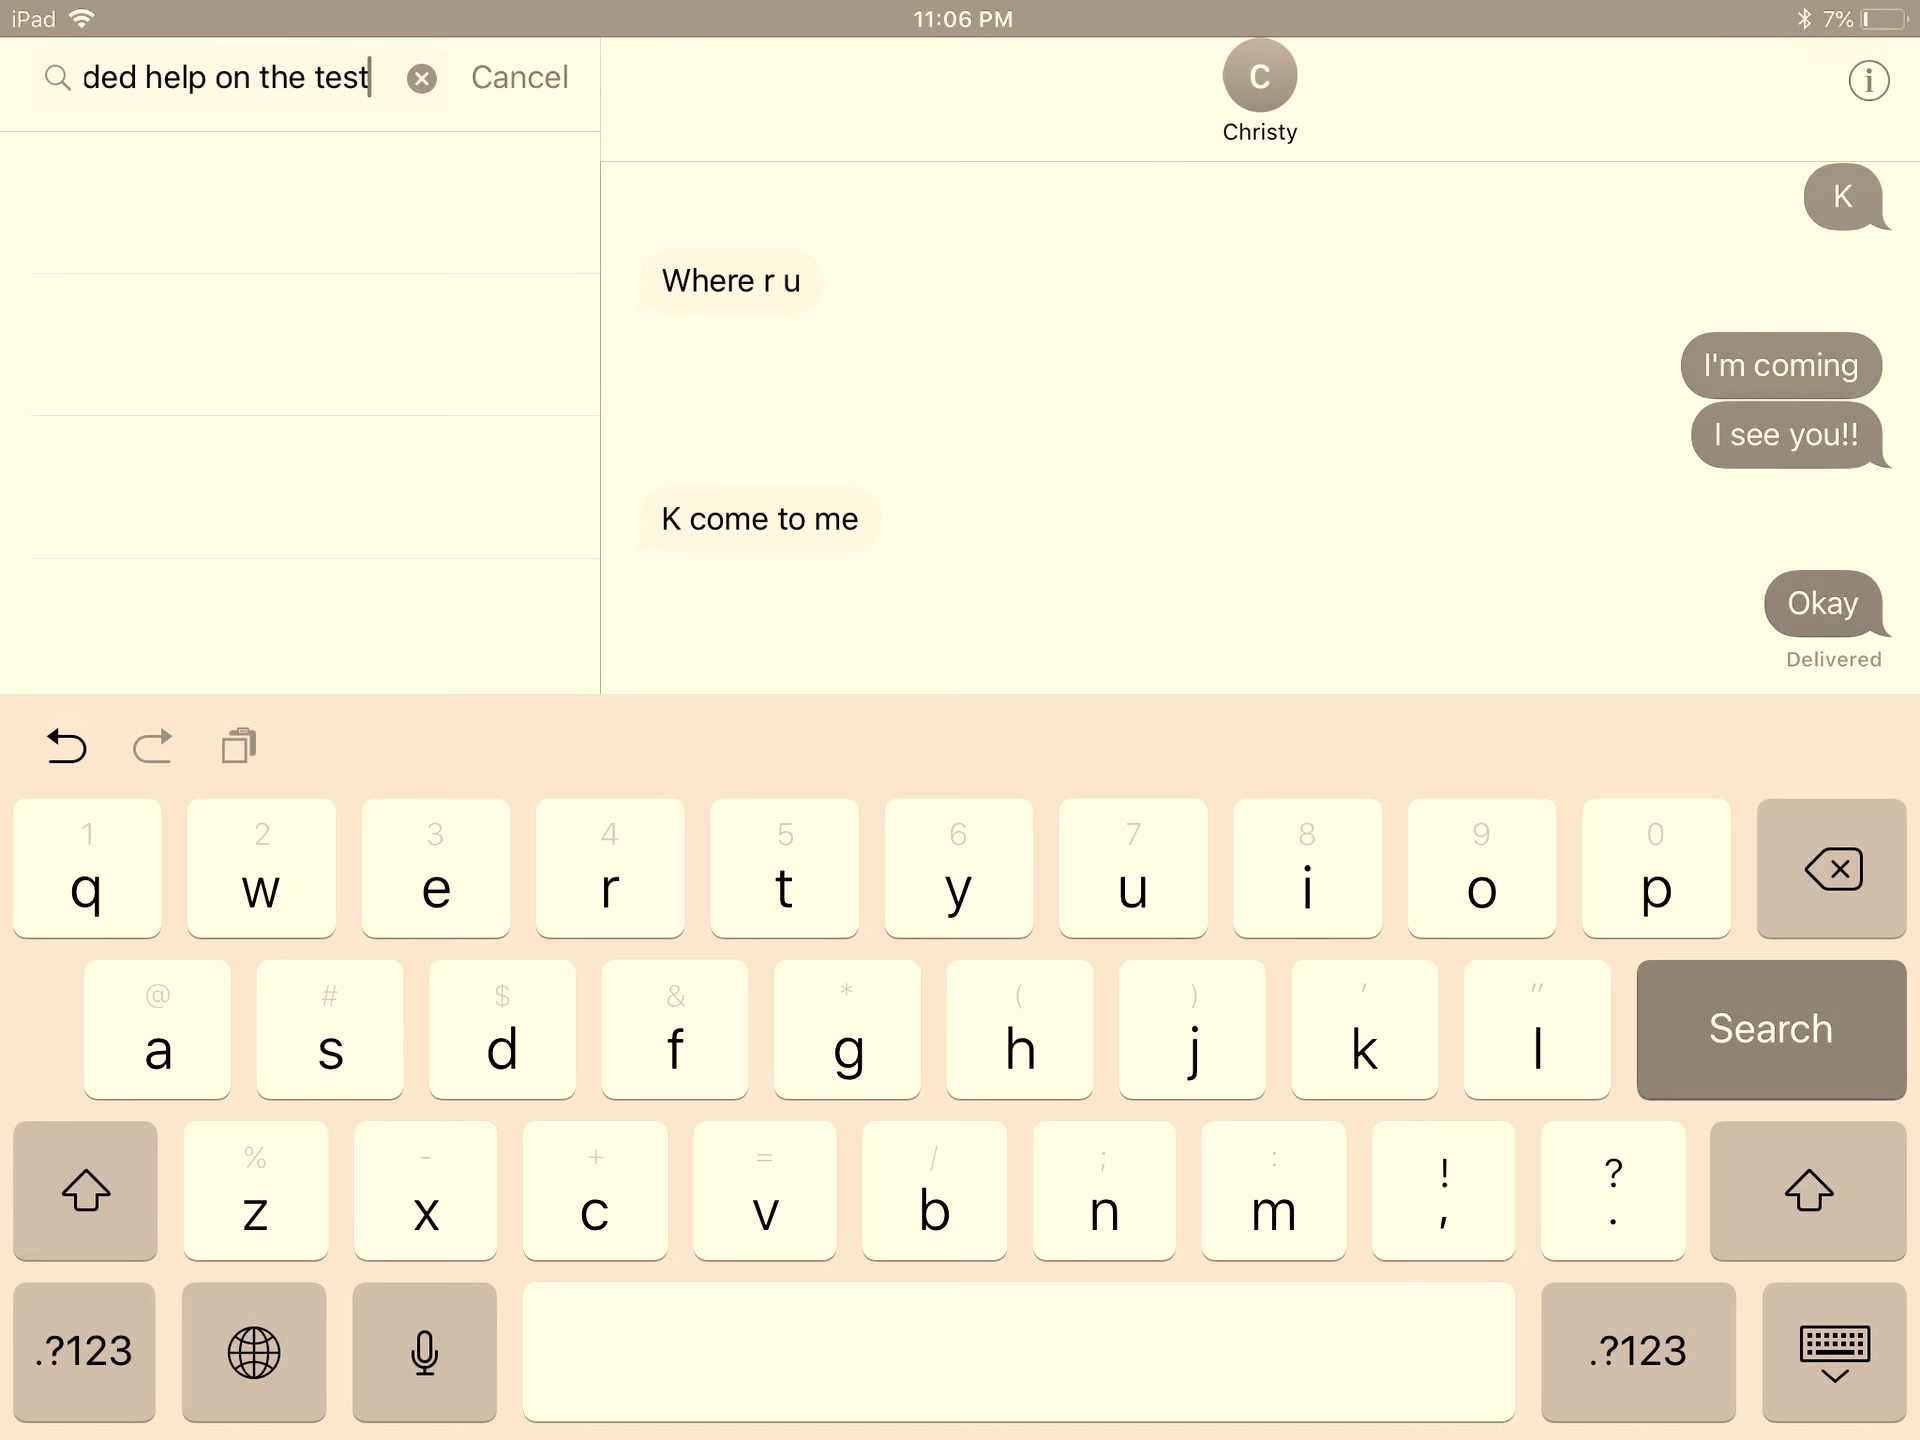 iPad 11:06 PM 7%
ded help on the test Cancel
C
Christy
K
Where r u
I'm coming
I see you!!
K come to me
Okay
Delivered
1 2 3 4 5 6 7 8 9 0
q w e r t y u i o p
@ # $ & * ( ) ' "
a s d f g h j k l Search
% - + = / ; : ! ?
z x c v b n m , .
.?123 .?123